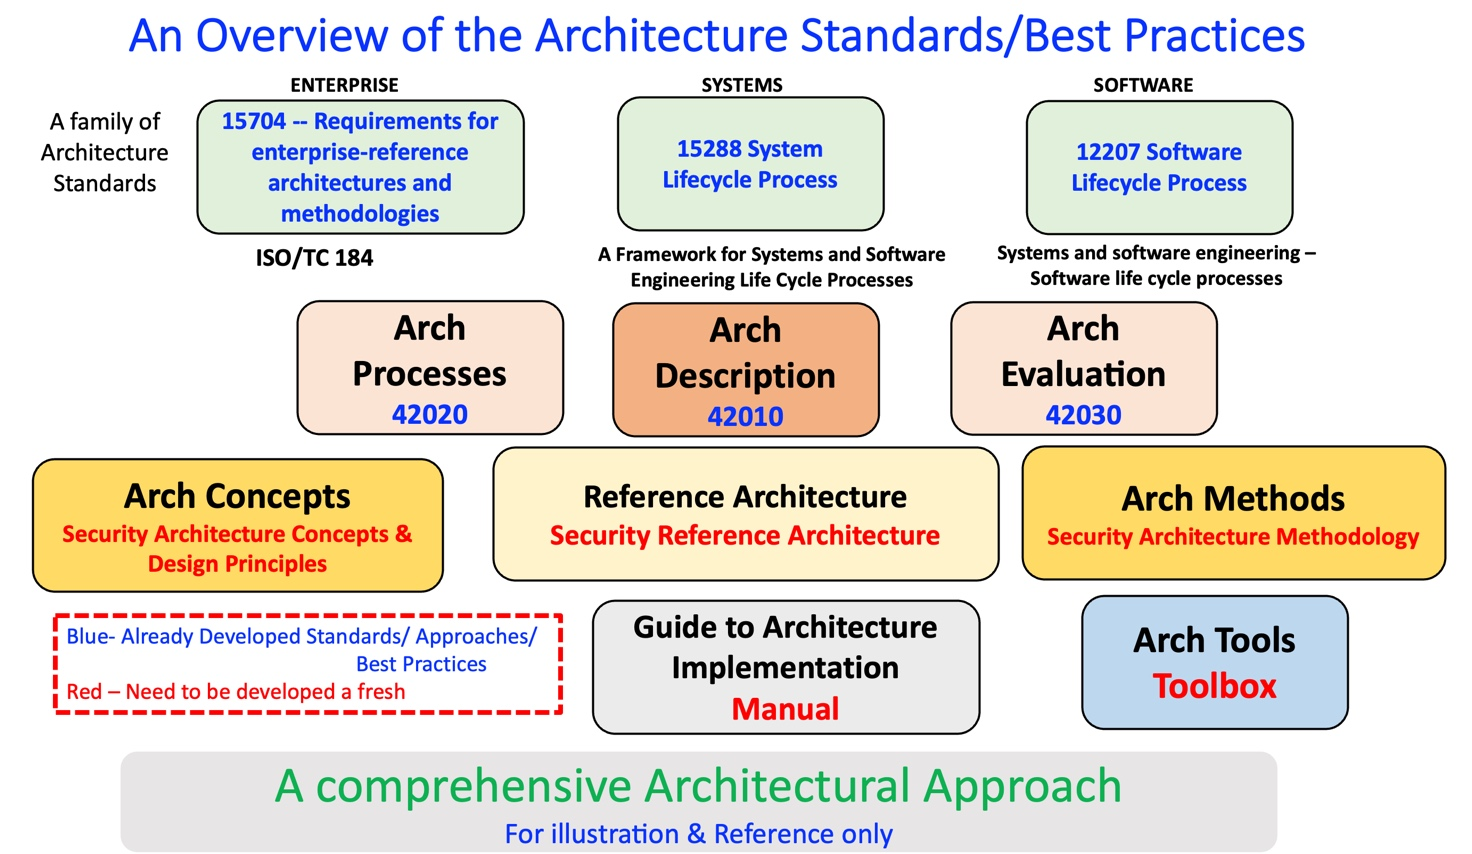 An Overview of the Architecture Standards/Best Practices
ENTERPRISE
SYSTEMS
SOFTWARE
A family of
Architecture
Standards
15704 -- Requirements for
enterprise-reference
architectures and
methodologies
15288 System
Lifecycle Process
12207 Software
Lifecycle Process
ISO/TC 184
A Framework for Systems and Software
Engineering Life Cycle Processes
Systems and software engineering –
Software life cycle processes
Arch
Processes
42020
Arch
Description
42010
Arch
Evaluation
42030
Arch Concepts
Security Architecture Concepts &
Design Principles
Reference Architecture
Security Reference Architecture
Arch Methods
Security Architecture Methodology
Blue- Already Developed Standards/ Approaches/
Best Practices
Red – Need to be developed a fresh
Guide to Architecture
Implementation
Manual
Arch Tools
Toolbox
A comprehensive Architectural Approach
For illustration & Reference only